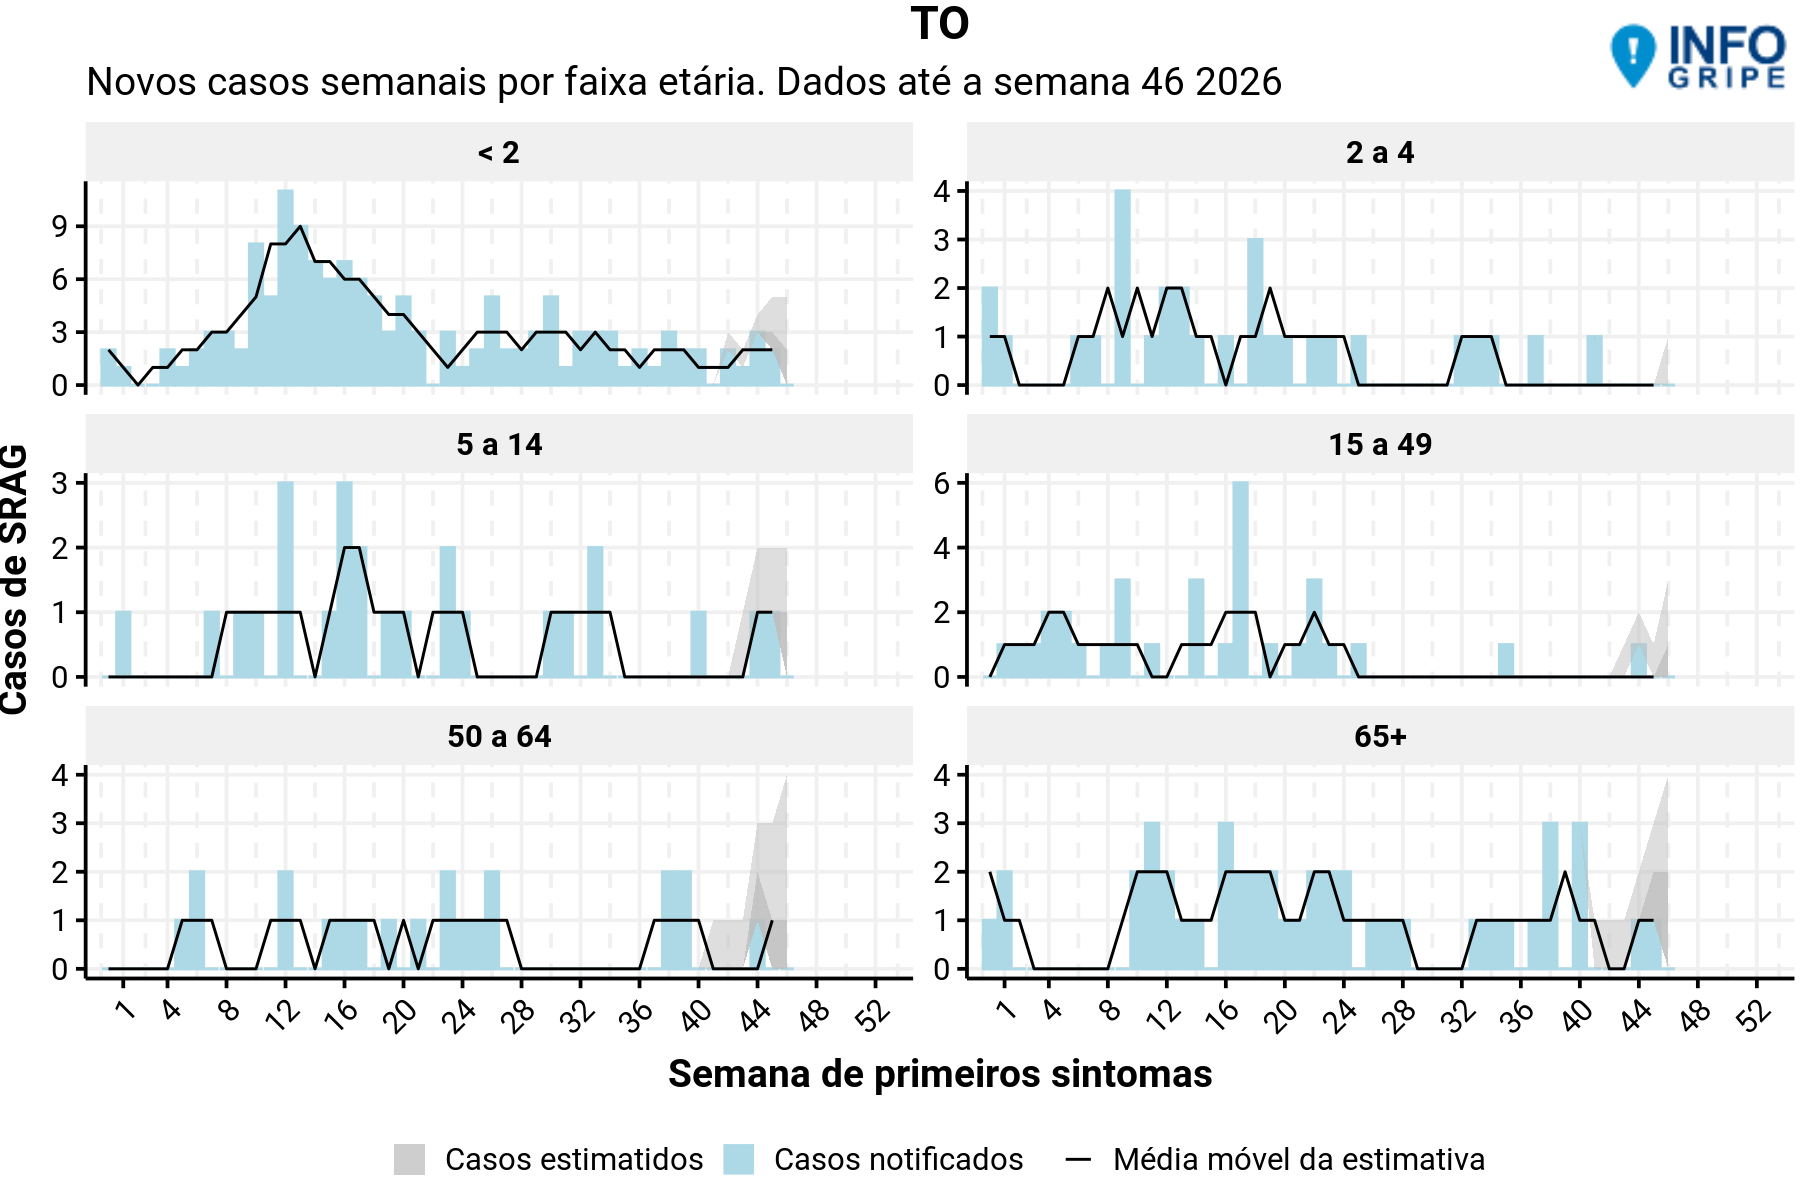 TO
INFO
GRIPE
Novos casos semanais por faixa etária. Dados até a semana 46 2026
< 2
2 a 4
9
6
3
0
4
3
2
1
0
5 a 14
15 a 49
3
2
1
0
6
4
2
0
50 a 64
65+
4
3
2
1
0
4
3
2
1
0
1 4 8 12 16 20 24 28 32 36 40 44 48 52
1 4 8 12 16 20 24 28 32 36 40 44 48 52
Casos de SRAG
Semana de primeiros sintomas
Casos estimatidos Casos notificados Média móvel da estimativa